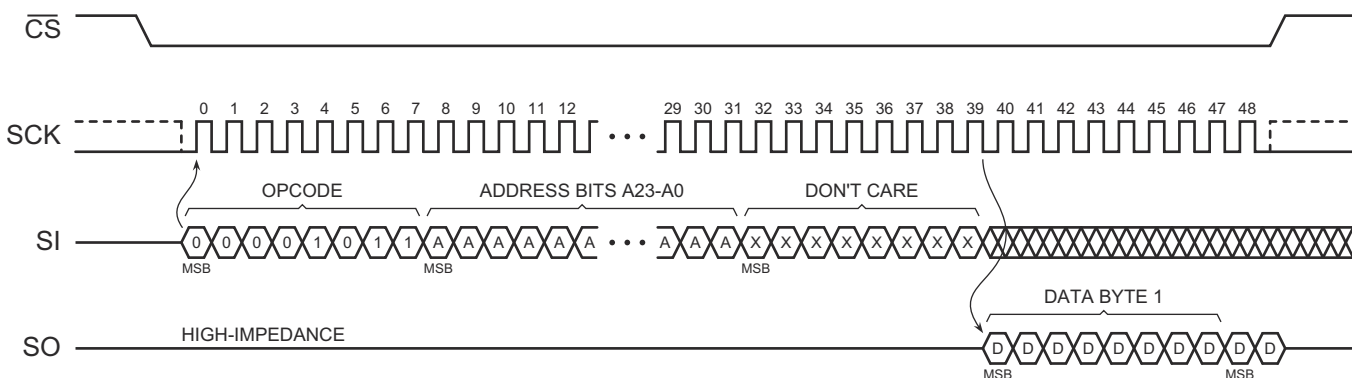 CS
SCK
0 1 2 3 4 5 6 7 8 9 10 11 12 29 30 31 32 33 34 35 36 37 38 39 40 41 42 43 44 45 46 47 48
• • •
OPCODE ADDRESS BITS A23-A0 DON'T CARE
SI 0 0 0 0 1 0 1 1 A A A A A A • • • A A A X X X X X X X X
MSB MSB MSB
DATA BYTE 1
HIGH-IMPEDANCE
SO D D D D D D D D D D
MSB MSB